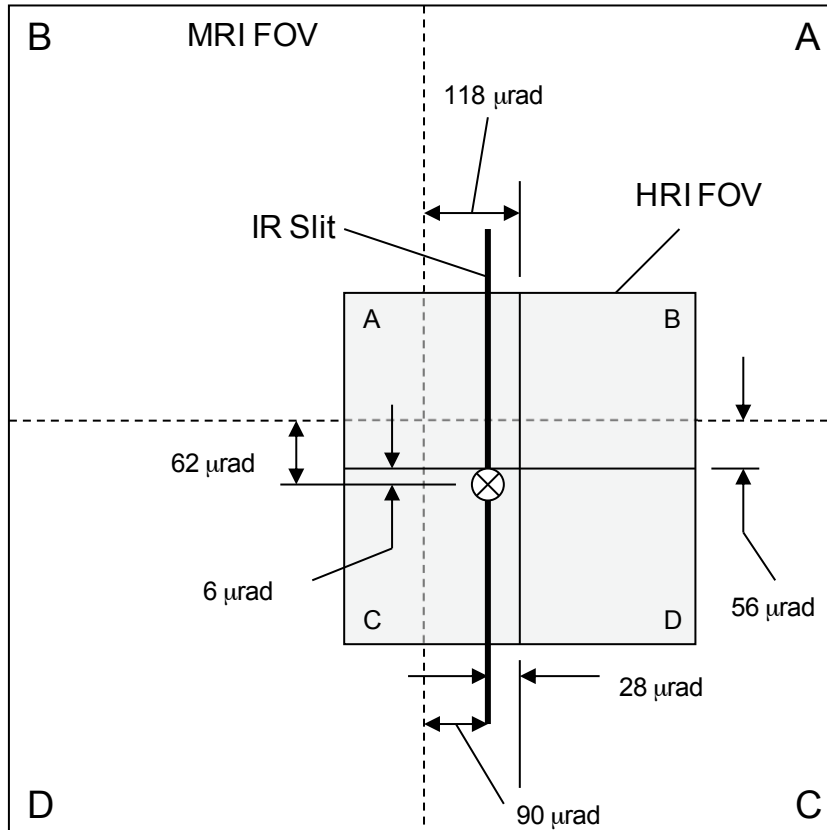 B
MRI FOV
A
118 μrad
HRI FOV
IR Slit
A
B
62 μrad
6 μrad
56 μrad
C
D
28 μrad
D
90 μrad
C